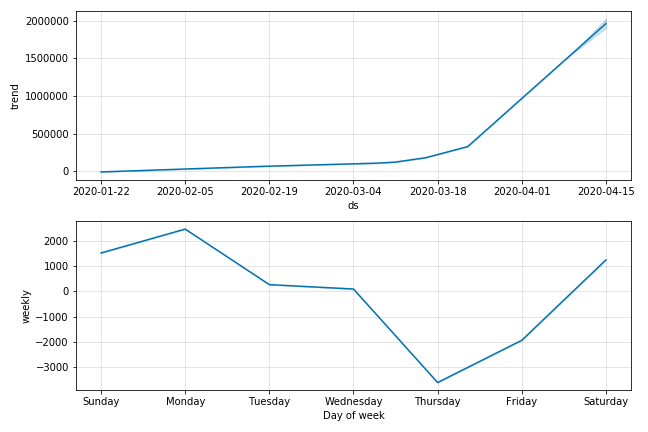 2000000
1500000
1000000
500000
0
trend
2020-01-22 2020-02-05 2020-02-19 2020-03-04 2020-03-18 2020-04-01 2020-04-15
ds
2000
1000
0
−1000
−2000
−3000
weekly
Sunday Monday Tuesday Wednesday Thursday Friday Saturday
Day of week